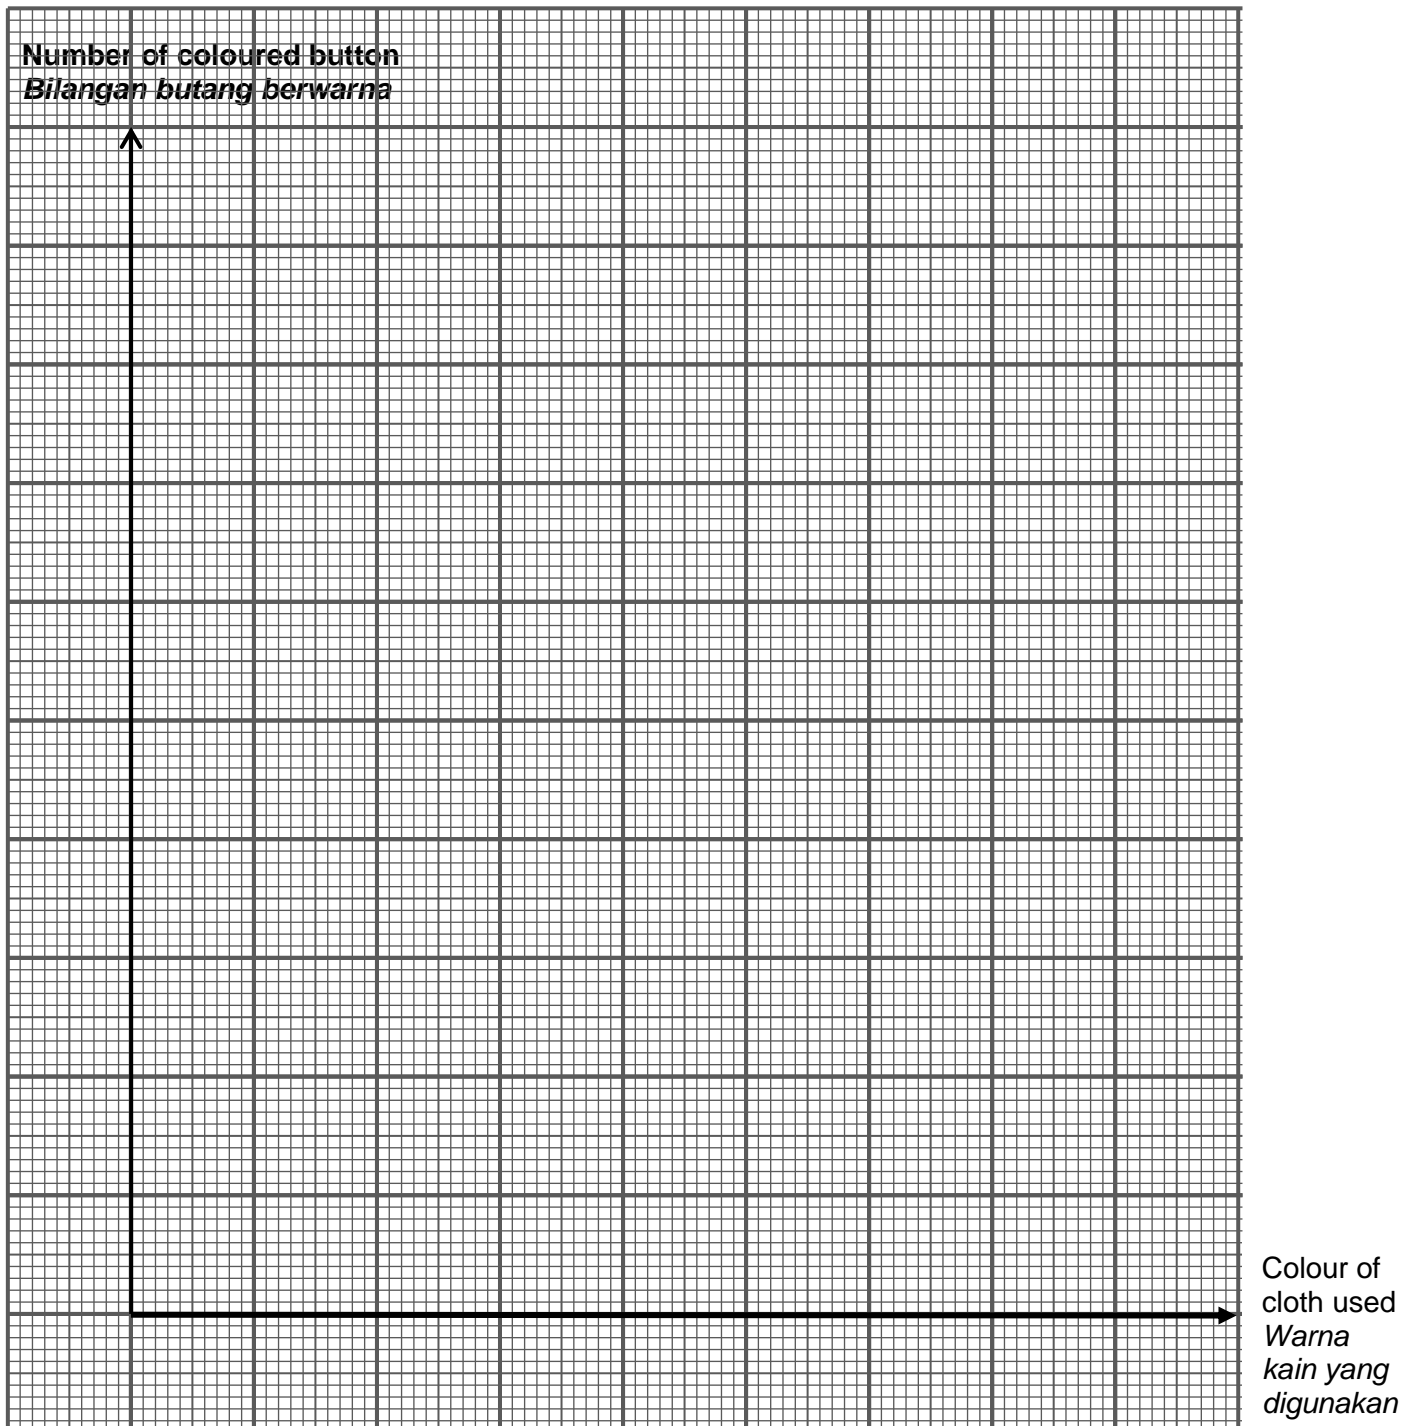 Number of coloured button
Bilangan butang berwarna
Colour of
cloth used
Warna
kain yang
digunakan